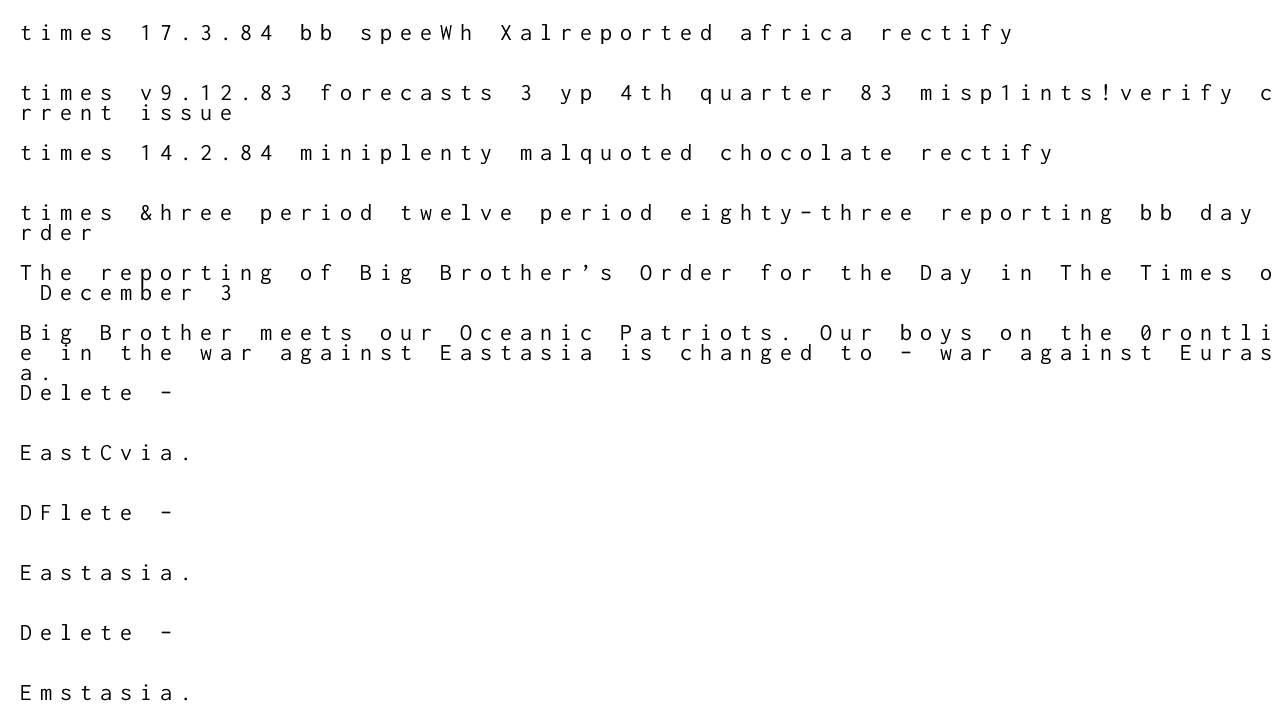 times 17.3.84 bb speeWh Xalreported africa rectify
times v9.12.83 forecasts 3 yp 4th quarter 83 misp1ints!verify c
rrent issue
times 14.2.84 miniplenty malquoted chocolate rectify
times &hree period twelve period eighty-three reporting bb day
rder
The reporting of Big Brother's Order for the Day in The Times o
December 3
Big Brother meets our Oceanic Patriots. Our boys on the 0rontli
e in the war against Eastasia is changed to - war against Euras
a.
Delete -
EastCvia.
DFlete -
Eastasia.
Delete -
Emstasia.